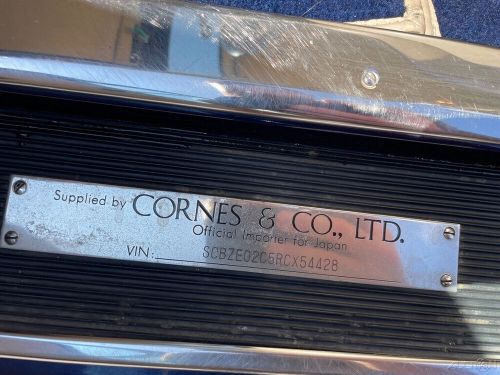 Supplied by CORNES & CO., LTD.
Official Importer for Japan
VIN: SCBZE02C5RCX54428